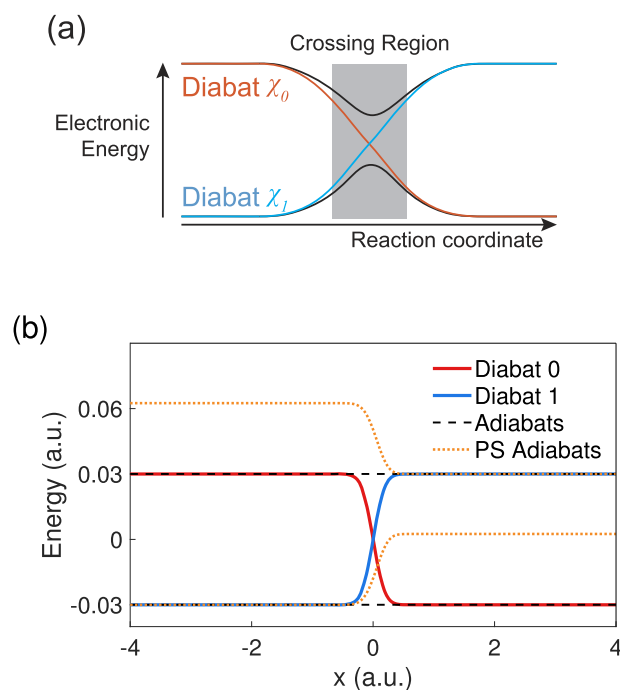 (a)
Crossing Region
Diabat χ0
Electronic
Energy
Diabat χ1
Reaction coordinate
(b)
Diabat 0
Diabat 1
Adiabats
PS Adiabats
0.06
0.03
0
-0.03
Energy (a.u.)
-4
-2
0
2
4
x (a.u.)